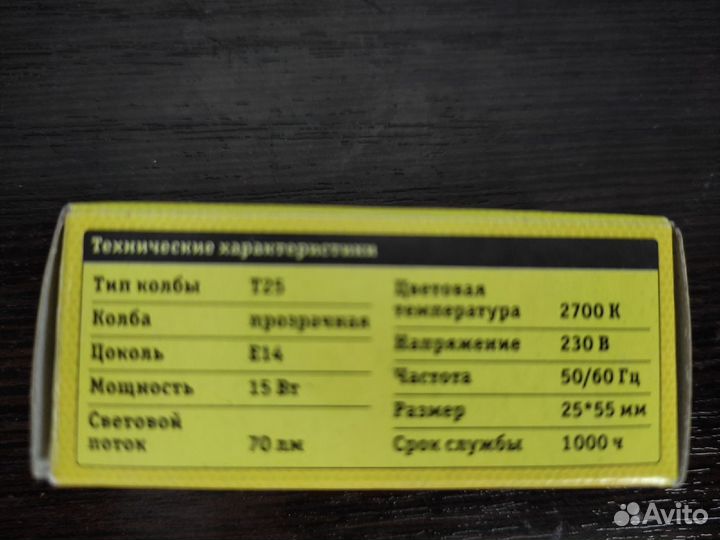 Технические характеристики
Тип колбы T25
Колба прозрачная
Цоколь E14
Мощность 15 Вт
Световой
поток 70 лм
Цветовая
температура 2700 К
Напряжение 230 В
Частота 50/60 Гц
Размер 25*55 мм
Срок службы 1000 ч
Avito